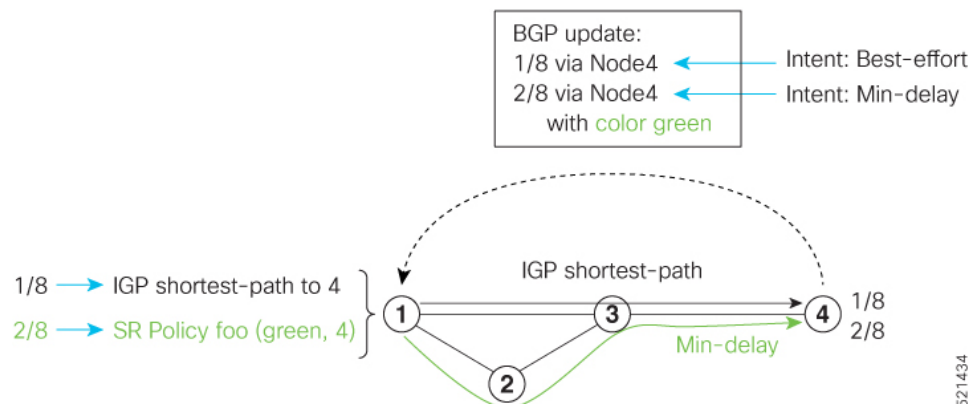 BGP update:
1/8 via Node4
Intent: Best-effort
2/8 via Node4
Intent: Min-delay
with color green
1/8
IGP shortest-path to 4
2/8
SR Policy foo (green, 4)
IGP shortest-path
1
3
4
1/8
2/8
Min-delay
2
521434